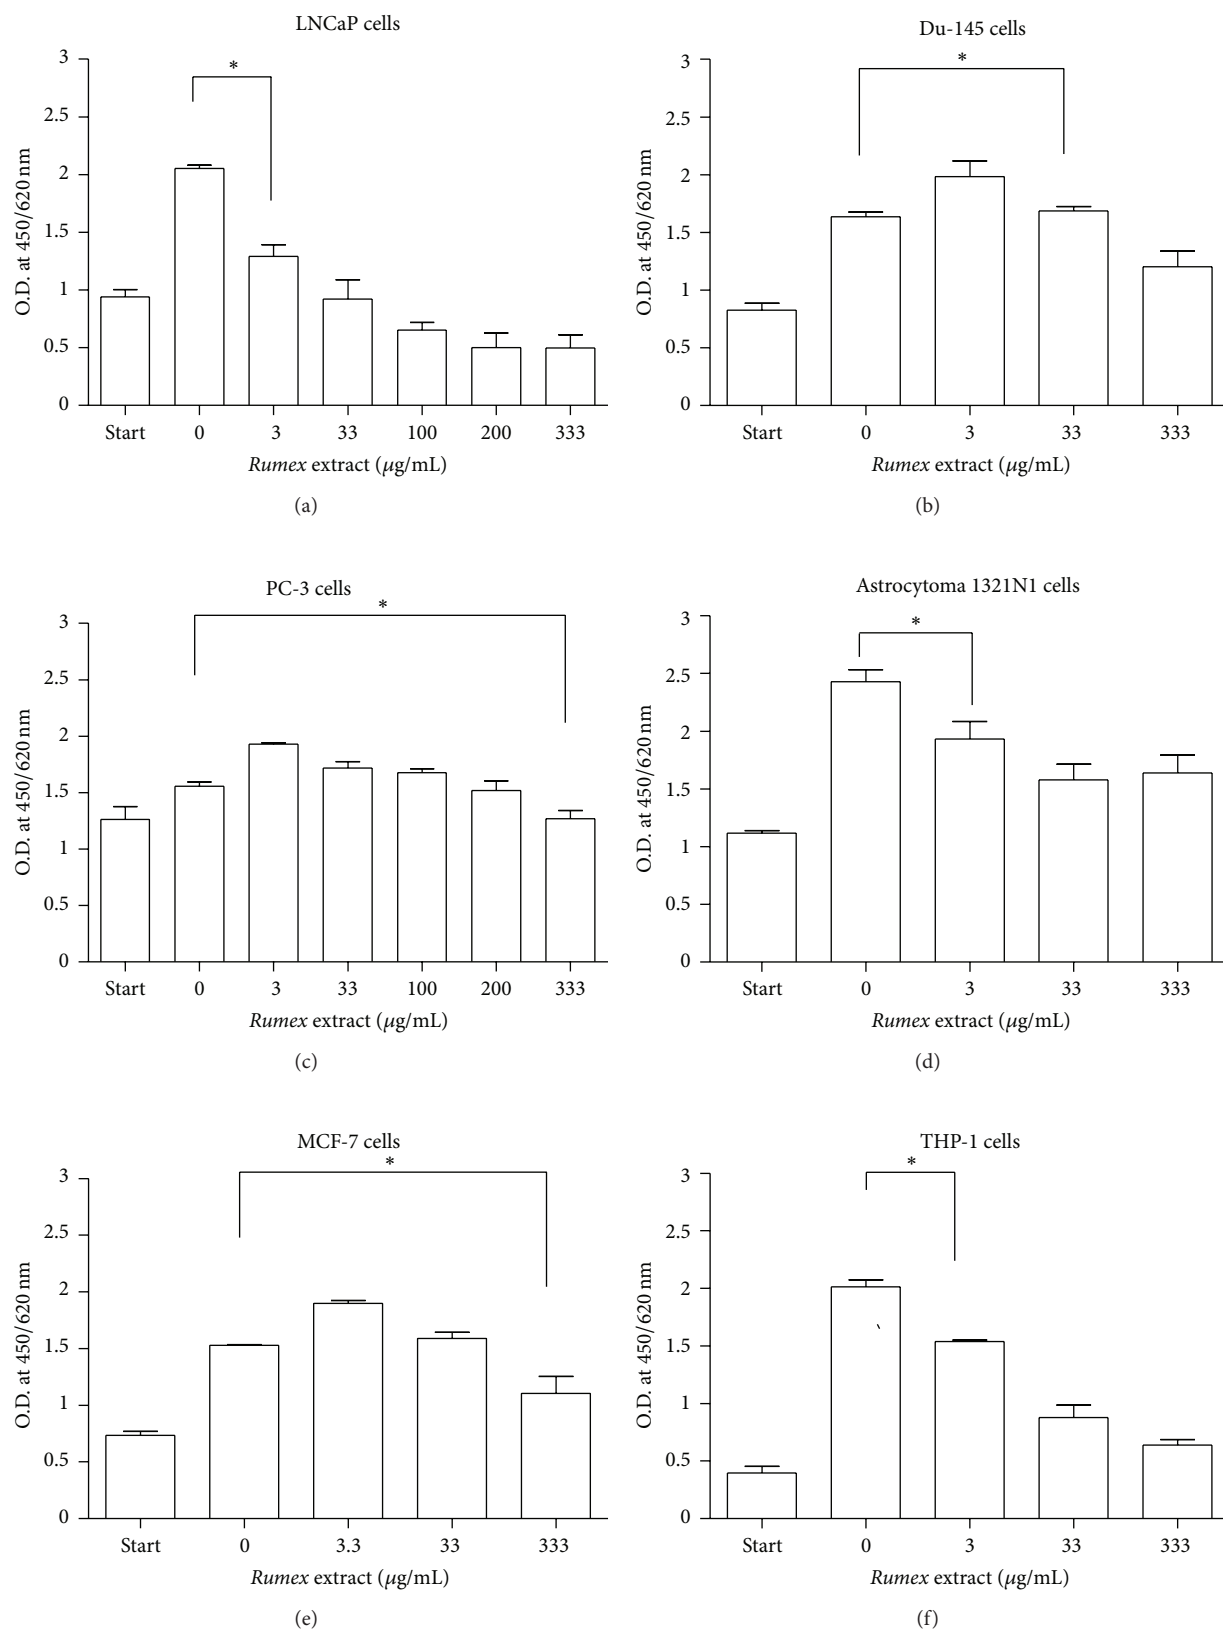 LNCaP cells
*
O.D. at 450/620 nm
3
2.5
2
1.5
1
0.5
0
Start 0 3 33 100 200 333
Rumex extract (μg/mL)
(a)
Du-145 cells
*
O.D. at 450/620 nm
3
2.5
2
1.5
1
0.5
0
Start 0 3 33 333
Rumex extract (μg/mL)
(b)
PC-3 cells
*
O.D. at 450/620 nm
3
2.5
2
1.5
1
0.5
0
Start 0 3 33 100 200 333
Rumex extract (μg/mL)
(c)
Astrocytoma 1321N1 cells
*
O.D. at 450/620 nm
3
2.5
2
1.5
1
0.5
0
Start 0 3 33 333
Rumex extract (μg/mL)
(d)
MCF-7 cells
*
O.D. at 450/620 nm
3
2.5
2
1.5
1
0.5
0
Start 0 3.3 33 333
Rumex extract (μg/mL)
(e)
THP-1 cells
*
O.D. at 450/620 nm
3
2.5
2
1.5
1
0.5
0
Start 0 3 33 333
Rumex extract (μg/mL)
(f)